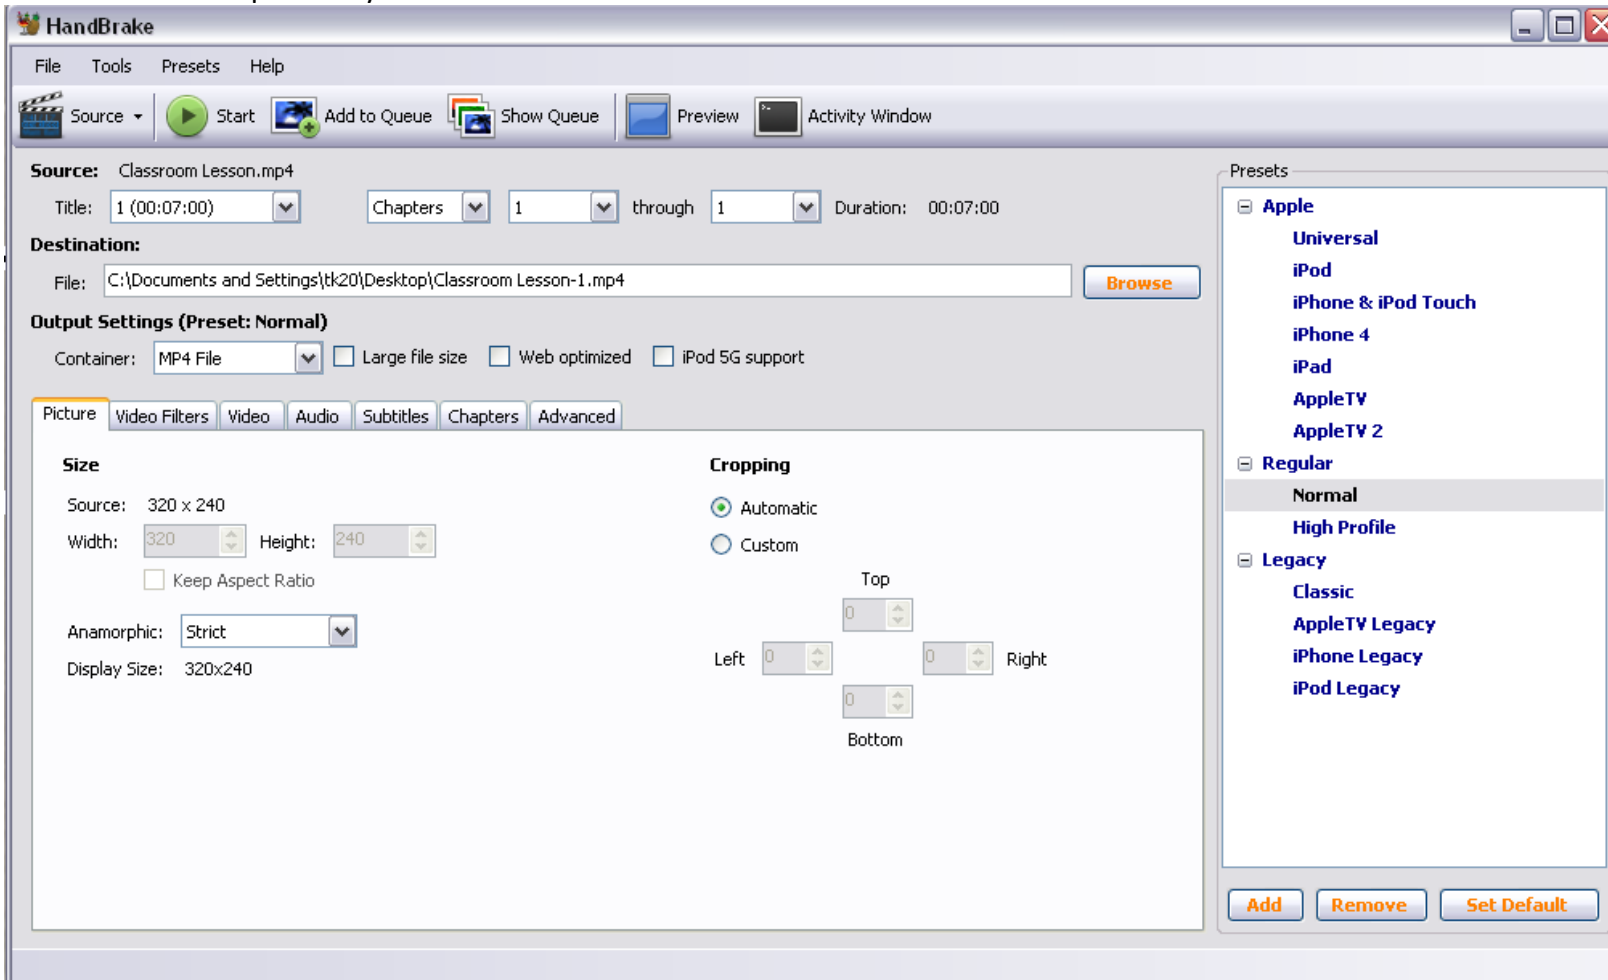 HandBrake
File Tools Presets Help
Source Start Add to Queue Show Queue Preview Activity Window
Source: Classroom Lesson.mp4
Title: 1 (00:07:00) Chapters 1 through 1 Duration: 00:07:00
Destination:
File: C:\Documents and Settings\tk20\Desktop\Classroom Lesson-1.mp4 Browse
Output Settings (Preset: Normal)
Container: MP4 File Large file size Web optimized iPod 5G support
Picture Video Filters Video Audio Subtitles Chapters Advanced
Size
Source: 320 x 240
Width: 320 Height: 240
Keep Aspect Ratio
Anamorphic: Strict
Display Size: 320x240
Cropping
Automatic
Custom
Top
0
Left 0 0 Right
0
Bottom
Presets
Apple
Universal
iPod
iPhone & iPod Touch
iPhone 4
iPad
AppleTV
AppleTV 2
Regular
Normal
High Profile
Legacy
Classic
AppleTV Legacy
iPhone Legacy
iPod Legacy
Add Remove Set Default